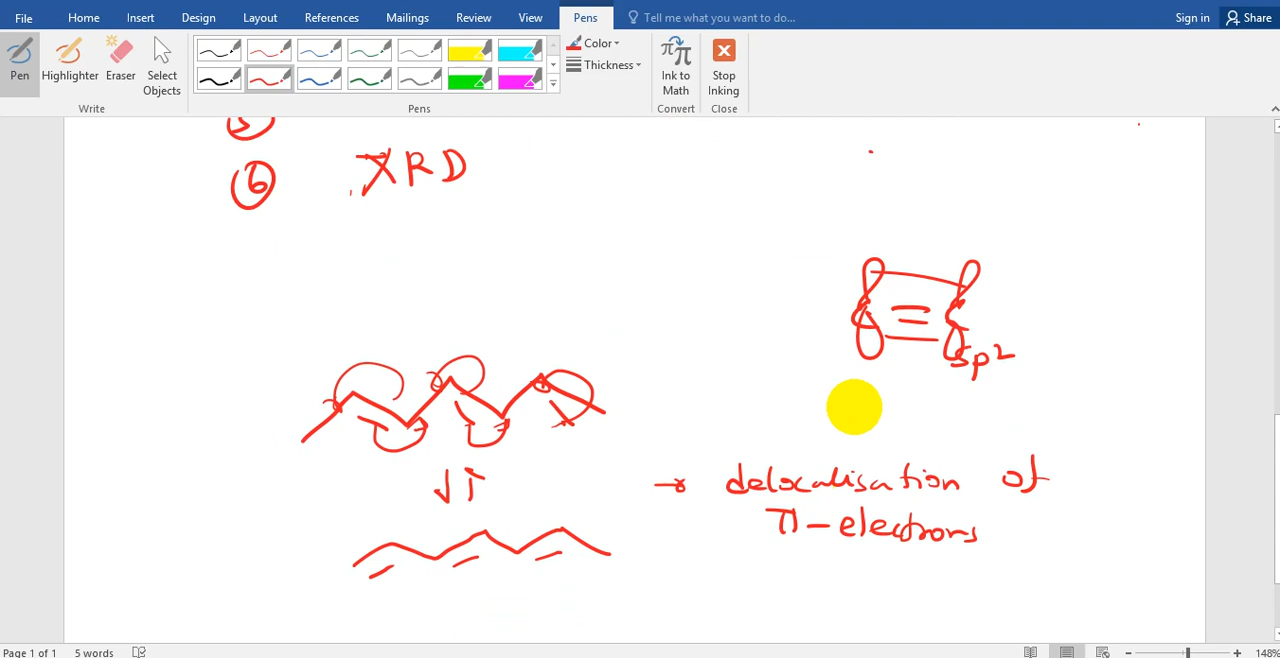 File Home Insert Design Layout References Mailings Review View Pens Tell me what you want to do... Sign in Share
Pen Highlighter Eraser Select Objects
Color
Thickness
Ink to Math
Stop Inking
Write Pens Convert Close
6 XRD
sp2
→ delocalisation of
π-electrons
Page 1 of 1 5 words 148%